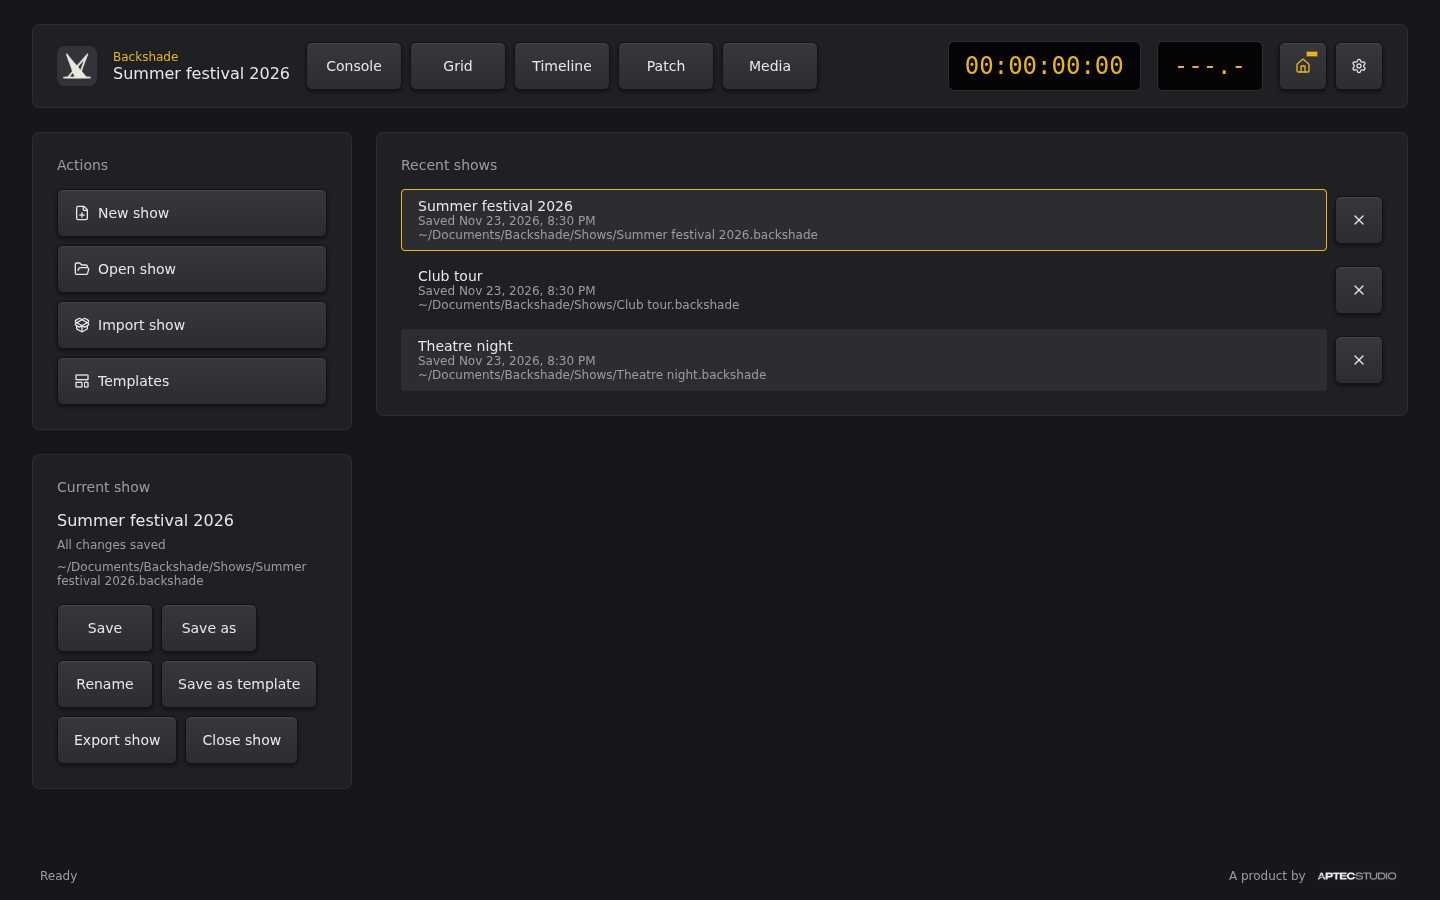 Backshade
Summer festival 2026
Console
Grid
Timeline
Patch
Media
00:00:00:00
---.-
Actions
New show
Open show
Import show
Templates
Recent shows
Summer festival 2026
Saved Nov 23, 2026, 8:30 PM
~/Documents/Backshade/Shows/Summer festival 2026.backshade
Club tour
Saved Nov 23, 2026, 8:30 PM
~/Documents/Backshade/Shows/Club tour.backshade
Theatre night
Saved Nov 23, 2026, 8:30 PM
~/Documents/Backshade/Shows/Theatre night.backshade
Current show
Summer festival 2026
All changes saved
~/Documents/Backshade/Shows/Summer
festival 2026.backshade
Save
Save as
Rename
Save as template
Export show
Close show
Ready
A product by APTECSTUDIO